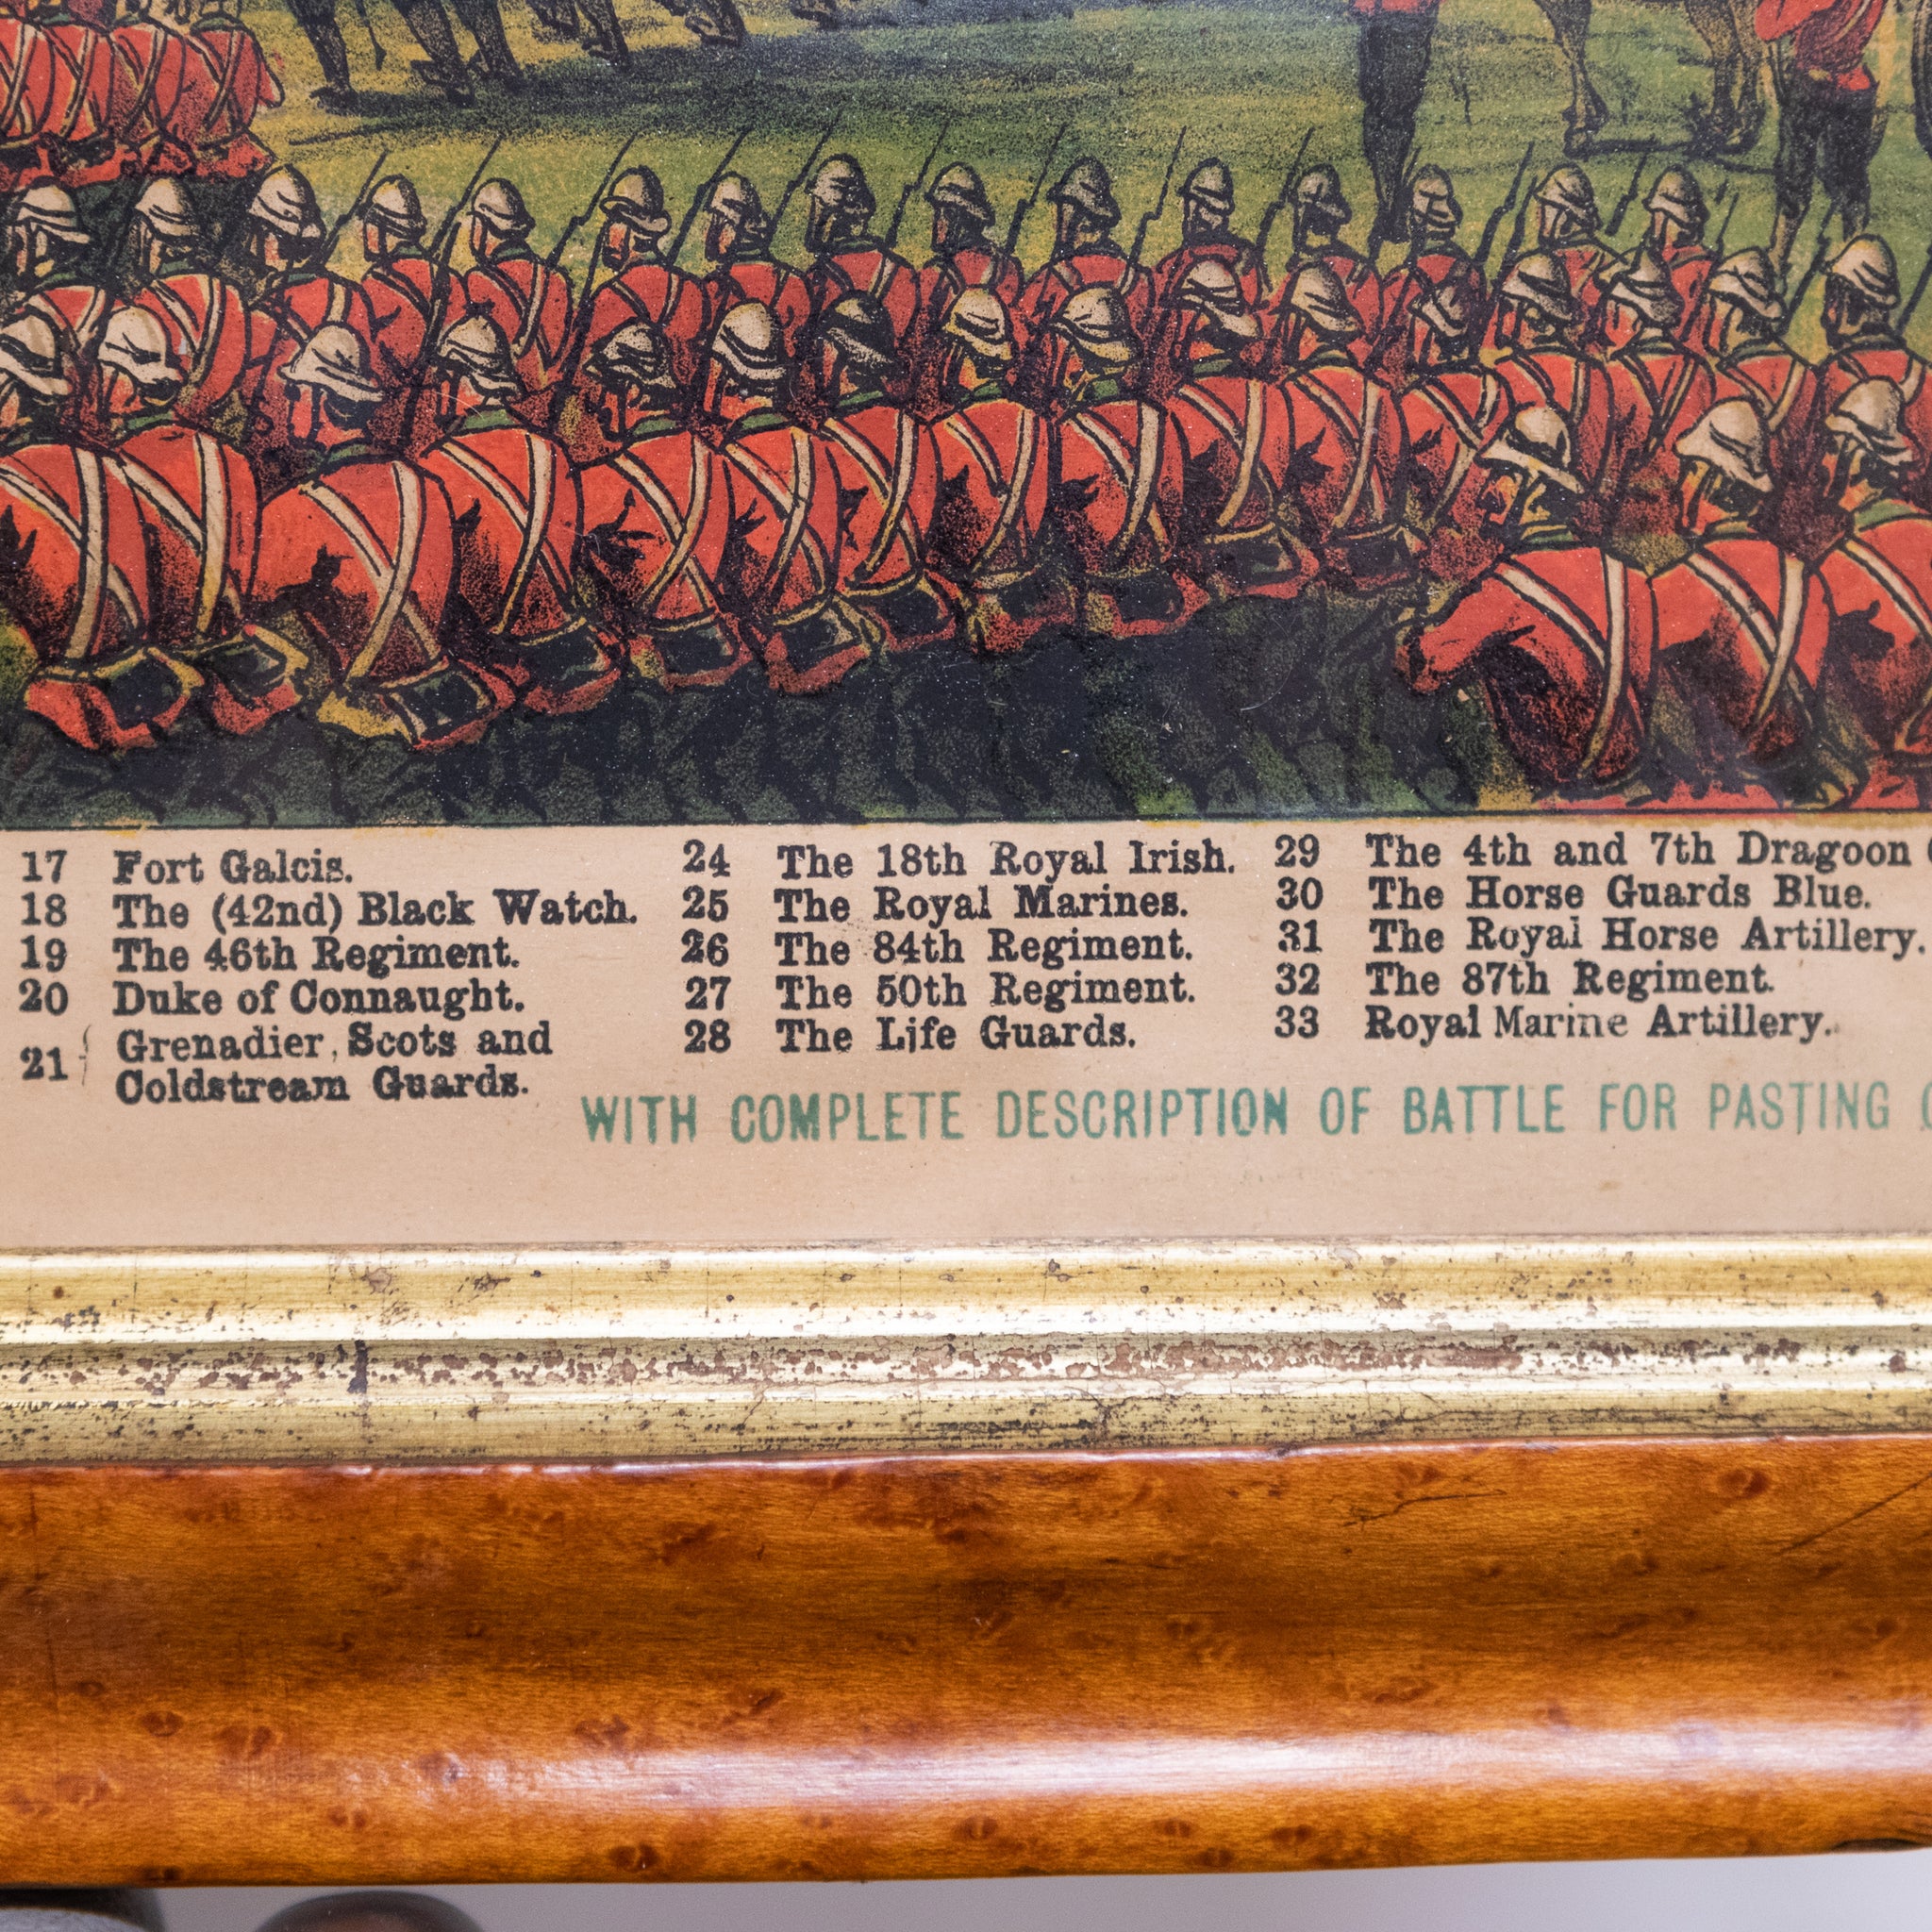 17 Fort Galcis.
18 The (42nd) Black Watch.
19 The 46th Regiment.
20 Duke of Connaught.
21 Grenadier, Scots and
Coldstream Guards.
24 The 18th Royal Irish.
25 The Royal Marines.
26 The 84th Regiment.
27 The 50th Regiment.
28 The Life Guards.
29 The 4th and 7th Dragoon
30 The Horse Guards Blue.
31 The Royal Horse Artillery.
32 The 87th Regiment.
33 Royal Marine Artillery.
WITH COMPLETE DESCRIPTION OF BATTLE FOR PASTING